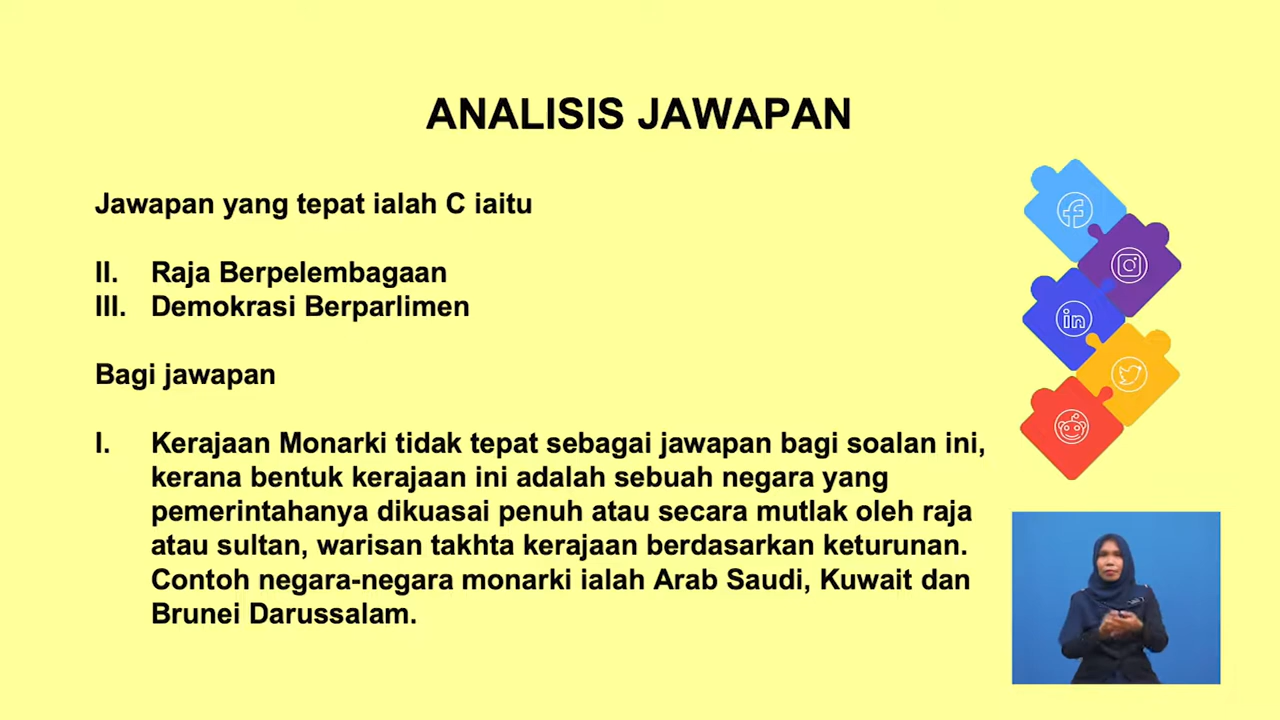 ANALISIS JAWAPAN
Jawapan yang tepat ialah C iaitu
II. Raja Berpelembagaan
III. Demokrasi Berparlimen
Bagi jawapan
I. Kerajaan Monarki tidak tepat sebagai jawapan bagi soalan ini,
kerana bentuk kerajaan ini adalah sebuah negara yang
pemerintahanya dikuasai penuh atau secara mutlak oleh raja
atau sultan, warisan takhta kerajaan berdasarkan keturunan.
Contoh negara-negara monarki ialah Arab Saudi, Kuwait dan
Brunei Darussalam.
in